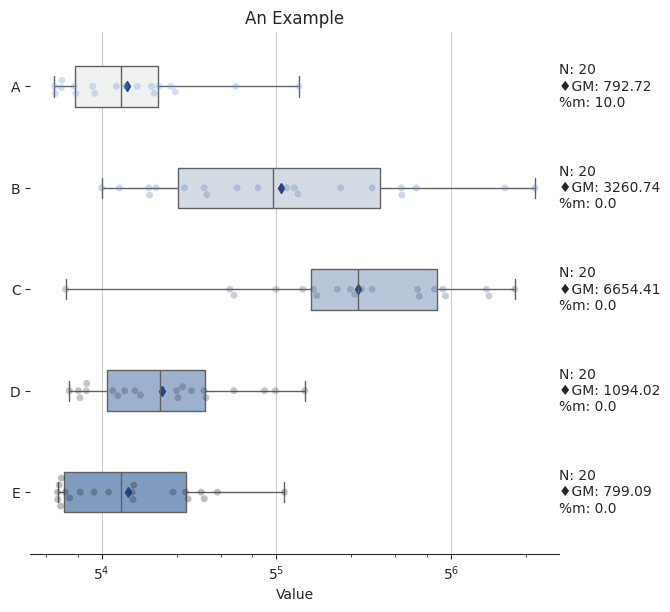 An Example
A
N: 20
♦GM: 792.72
%m: 10.0
B
N: 20
♦GM: 3260.74
%m: 0.0
C
N: 20
♦GM: 6654.41
%m: 0.0
D
N: 20
♦GM: 1094.02
%m: 0.0
E
N: 20
♦GM: 799.09
%m: 0.0
5⁴ 5⁵ 5⁶
Value